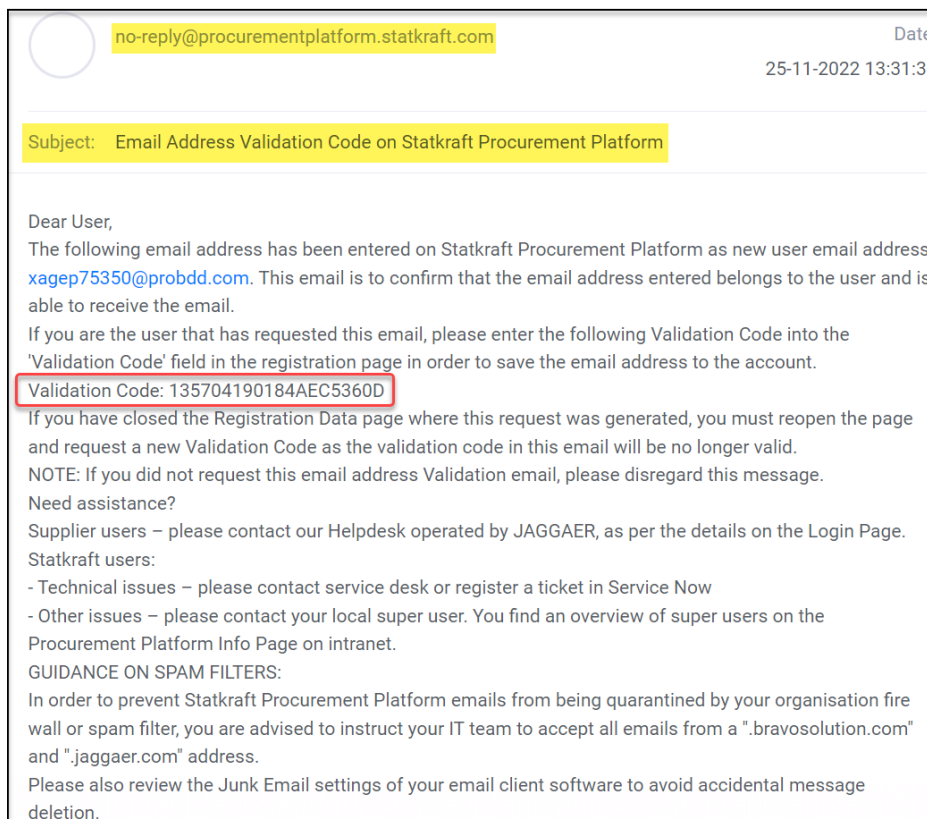 no-reply@procurementplatform.statkraft.com
Date
25-11-2022 13:31:3
Subject: Email Address Validation Code on Statkraft Procurement Platform
Dear User,
The following email address has been entered on Statkraft Procurement Platform as new user email address
xagep75350@probdd.com. This email is to confirm that the email address entered belongs to the user and is
able to receive the email.
If you are the user that has requested this email, please enter the following Validation Code into the
'Validation Code' field in the registration page in order to save the email address to the account.
Validation Code: 135704190184AEC5360D
If you have closed the Registration Data page where this request was generated, you must reopen the page
and request a new Validation Code as the validation code in this email will be no longer valid.
NOTE: If you did not request this email address Validation email, please disregard this message.
Need assistance?
Supplier users – please contact our Helpdesk operated by JAGGAER, as per the details on the Login Page.
Statkraft users:
- Technical issues – please contact service desk or register a ticket in Service Now
- Other issues – please contact your local super user. You find an overview of super users on the
Procurement Platform Info Page on intranet.
GUIDANCE ON SPAM FILTERS:
In order to prevent Statkraft Procurement Platform emails from being quarantined by your organisation fire
wall or spam filter, you are advised to instruct your IT team to accept all emails from a ".bravosolution.com"
and ".jaggaer.com" address.
Please also review the Junk Email settings of your email client software to avoid accidental message
deletion.